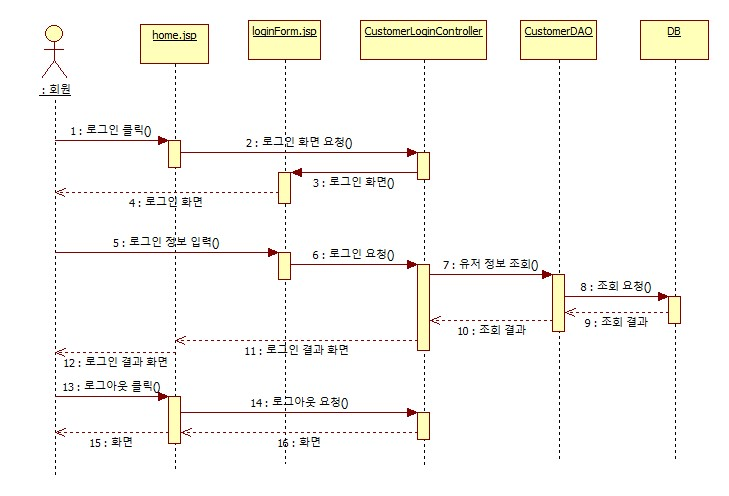 home.jsp
loginForm.jsp
CustomerLoginController
CustomerDAO
DB
: 회원
1 : 로그인 클릭()
2 : 로그인 화면 요청()
3 : 로그인 화면()
4 : 로그인 화면
5 : 로그인 정보 입력()
6 : 로그인 요청()
7 : 유저 정보 조회()
8 : 조회 요청()
9 : 조회 결과
10 : 조회 결과
11 : 로그인 결과 화면
12 : 로그인 결과 화면
13 : 로그아웃 클릭()
14 : 로그아웃 요청()
15 : 화면
16 : 화면